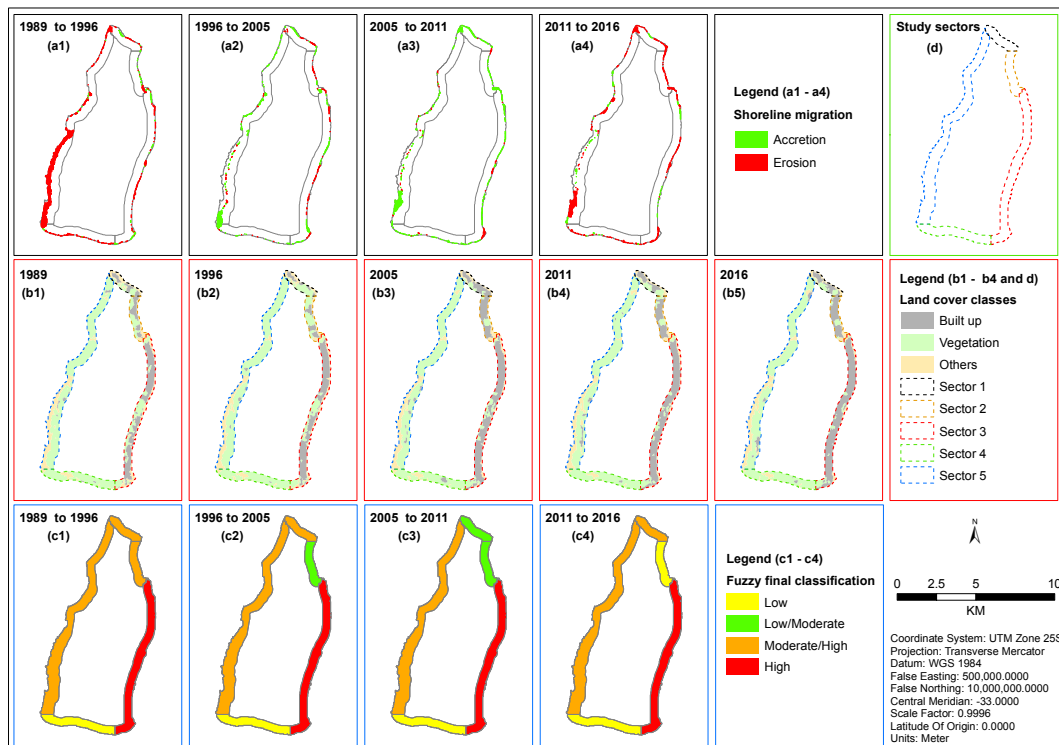 1989 to 1996
(a1)
1996 to 2005
(a2)
2005 to 2011
(a3)
2011 to 2016
(a4)
Legend (a1 - a4)
Shoreline migration
Accretion
Erosion
Study sectors
(d)
1989
(b1)
1996
(b2)
2005
(b3)
2011
(b4)
2016
(b5)
Legend (b1 - b4 and d)
Land cover classes
Built up
Vegetation
Others
Sector 1
Sector 2
Sector 3
Sector 4
Sector 5
1989 to 1996
(c1)
1996 to 2005
(c2)
2005 to 2011
(c3)
2011 to 2016
(c4)
Legend (c1 - c4)
Fuzzy final classification
Low
Low/Moderate
Moderate/High
High
N
0 2.5 5 10
KM
Coordinate System: UTM Zone 25S
Projection: Transverse Mercator
Datum: WGS 1984
False Easting: 500,000.0000
False Northing: 10,000,000.0000
Central Meridian: -33.0000
Scale Factor: 0.9996
Latitude Of Origin: 0.0000
Units: Meter